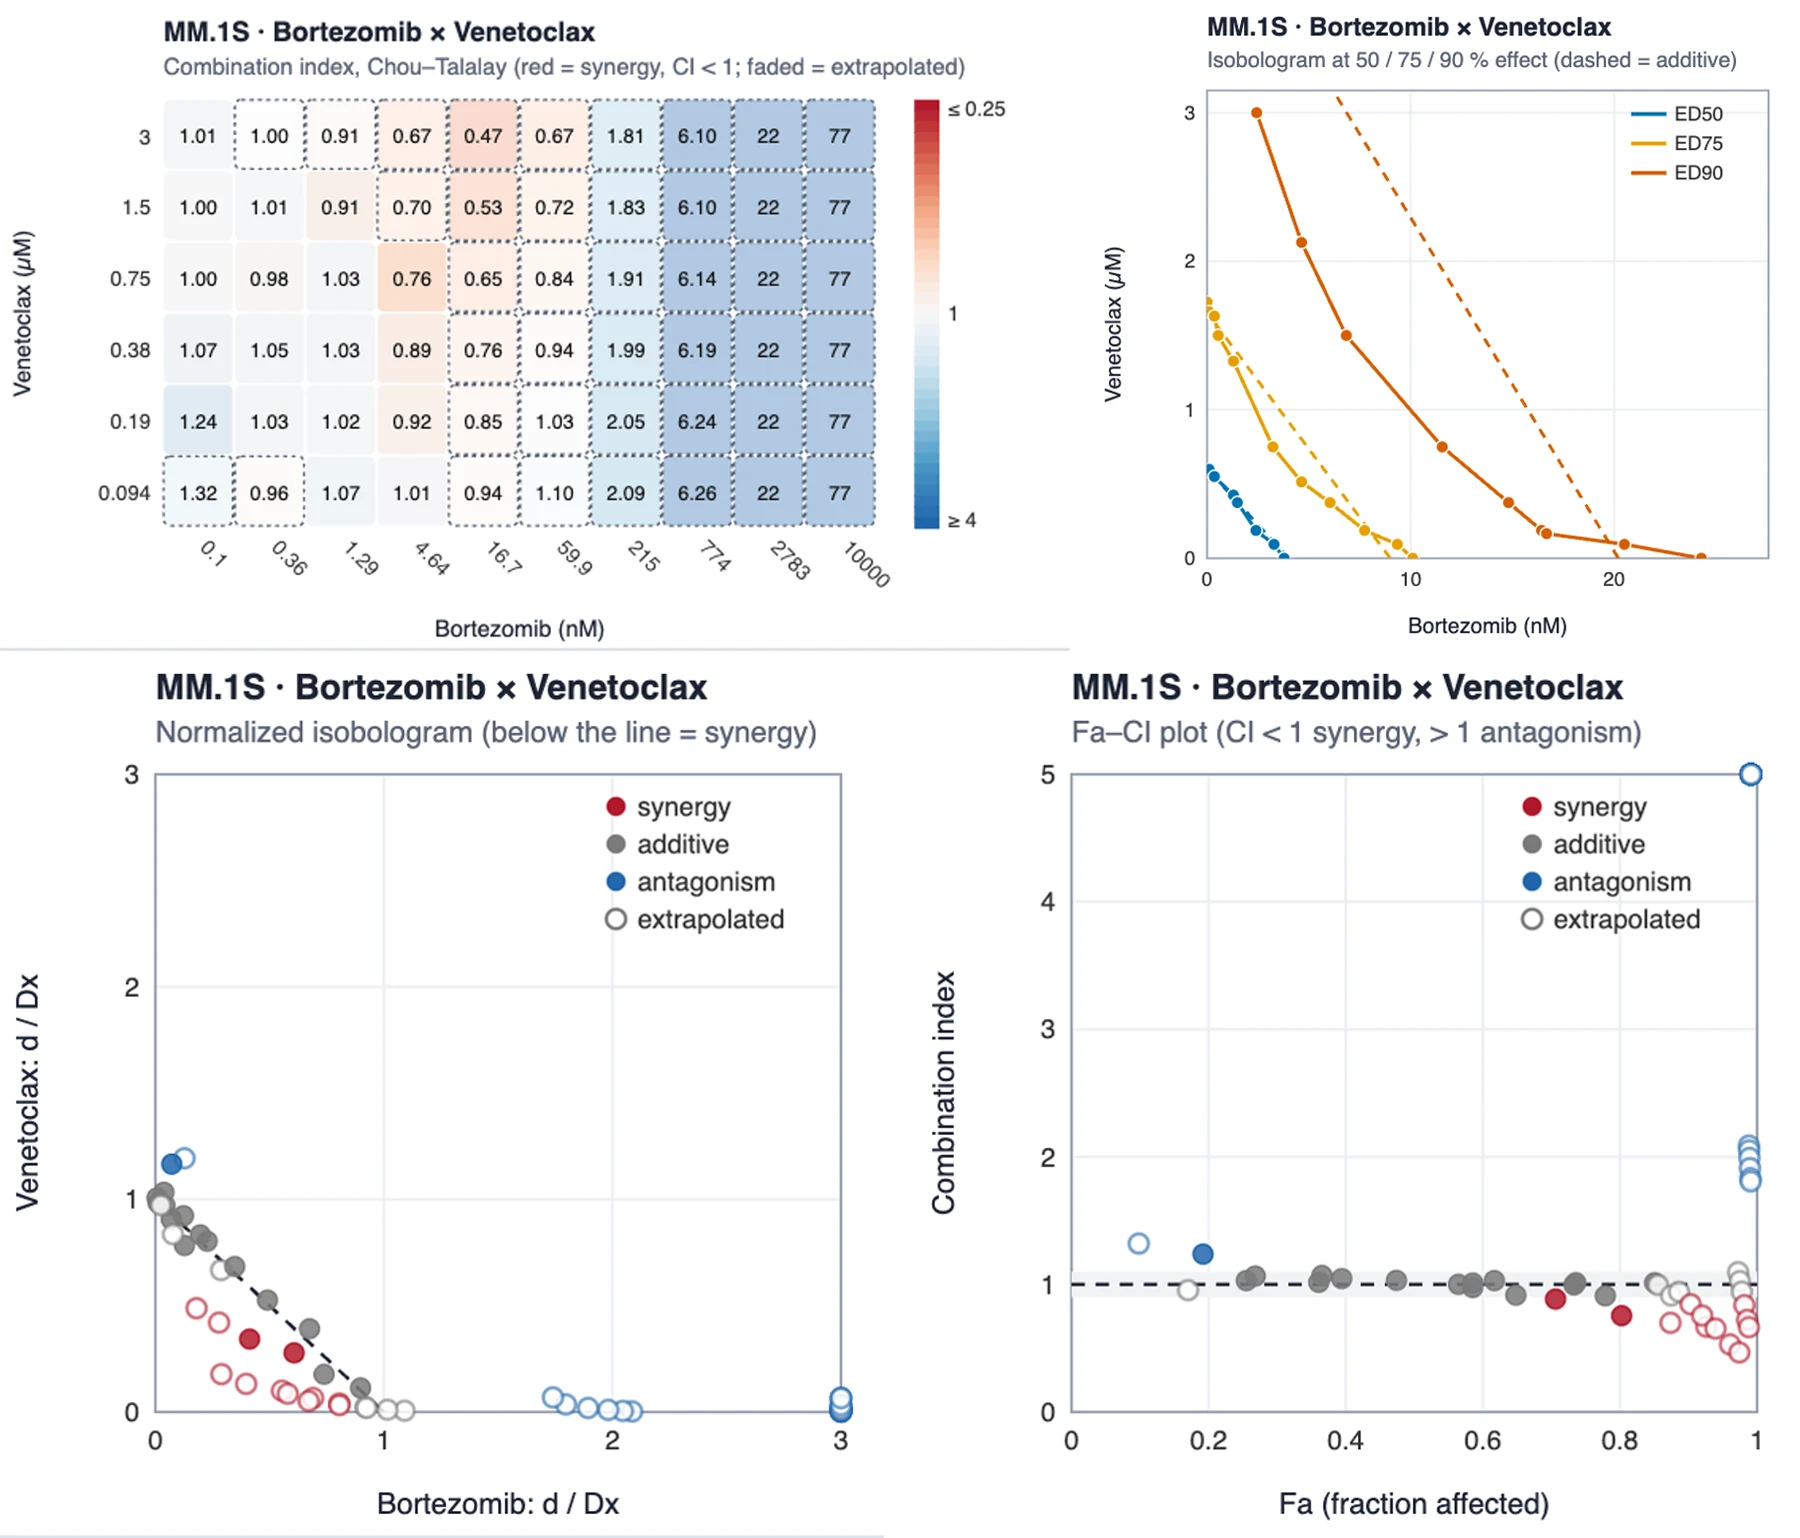 MM.1S · Bortezomib × Venetoclax
Combination index, Chou–Talalay (red = synergy, CI < 1; faded = extrapolated)
Venetoclax (µM)
3 1.01 1.00 0.91 0.67 0.47 0.67 1.81 6.10 22 77
1.5 1.00 1.01 0.91 0.70 0.53 0.72 1.83 6.10 22 77
0.75 1.00 0.98 1.03 0.76 0.65 0.84 1.91 6.14 22 77
0.38 1.07 1.05 1.03 0.89 0.76 0.94 1.99 6.19 22 77
0.19 1.24 1.03 1.02 0.92 0.85 1.03 2.05 6.24 22 77
0.094 1.32 0.96 1.07 1.01 0.94 1.10 2.09 6.26 22 77
0.1 0.36 1.29 4.64 16.7 59.9 215 774 2783 10000
Bortezomib (nM)
≤ 0.25
1
≥ 4
MM.1S · Bortezomib × Venetoclax
Isobologram at 50 / 75 / 90 % effect (dashed = additive)
Venetoclax (µM)
3
2
1
0
ED50
ED75
ED90
0 10 20
Bortezomib (nM)
MM.1S · Bortezomib × Venetoclax
Normalized isobologram (below the line = synergy)
Venetoclax: d / Dx
3
2
1
0
synergy
additive
antagonism
extrapolated
0 1 2 3
Bortezomib: d / Dx
MM.1S · Bortezomib × Venetoclax
Fa–CI plot (CI < 1 synergy, > 1 antagonism)
Combination index
5
4
3
2
1
0
synergy
additive
antagonism
extrapolated
0 0.2 0.4 0.6 0.8 1
Fa (fraction affected)